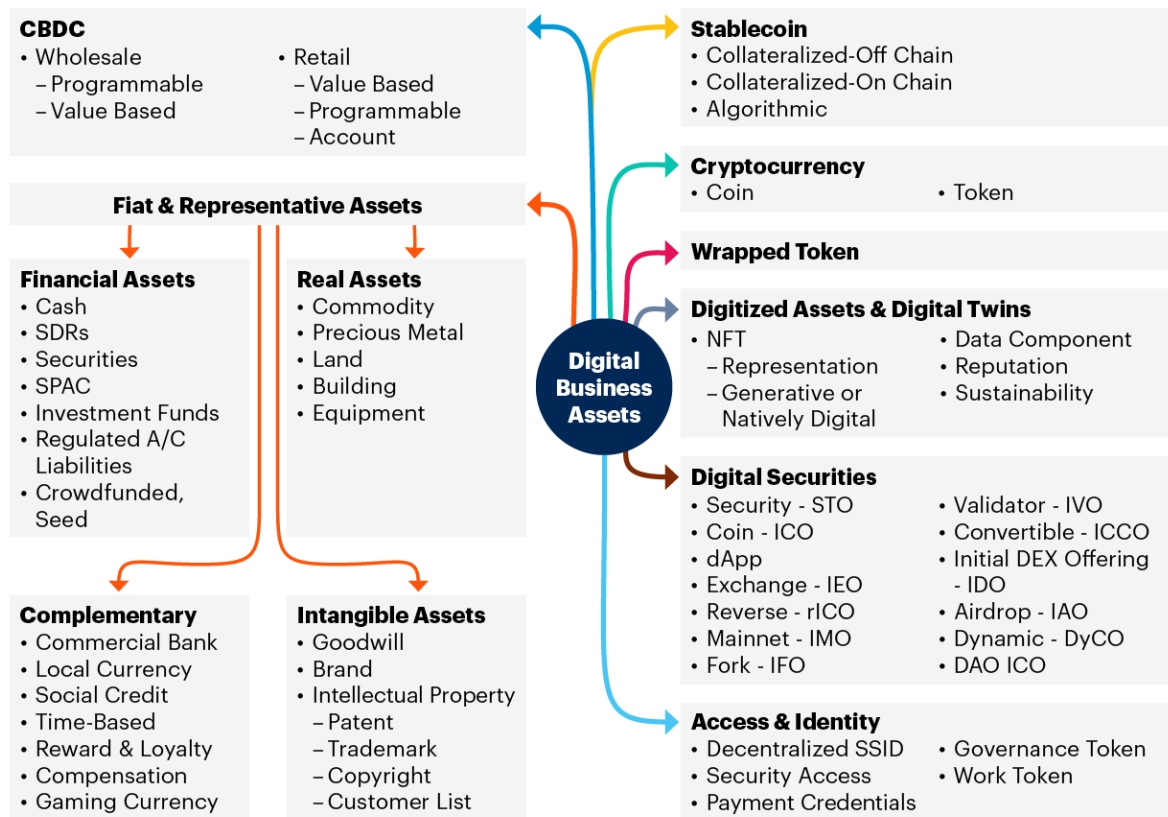 CBDC
• Wholesale
– Programmable
– Value Based
• Retail
– Value Based
– Programmable
– Account
Fiat & Representative Assets
Financial Assets
• Cash
• SDRs
• Securities
• SPAC
• Investment Funds
• Regulated A/C
Liabilities
• Crowdfunded,
Seed
Real Assets
• Commodity
• Precious Metal
• Land
• Building
• Equipment
Complementary
• Commercial Bank
• Local Currency
• Social Credit
• Time-Based
• Reward & Loyalty
• Compensation
• Gaming Currency
Intangible Assets
• Goodwill
• Brand
• Intellectual Property
– Patent
– Trademark
– Copyright
– Customer List
Digital
Business
Assets
Stablecoin
• Collateralized-Off Chain
• Collateralized-On Chain
• Algorithmic
Cryptocurrency
• Coin
• Token
Wrapped Token
Digitized Assets & Digital Twins
• NFT
– Representation
– Generative or
Natively Digital
• Data Component
• Reputation
• Sustainability
Digital Securities
• Security - STO
• Coin - ICO
• dApp
• Exchange - IEO
• Reverse - rICO
• Mainnet - IMO
• Fork - IFO
• Validator - IVO
• Convertible - ICCO
• Initial DEX Offering
- IDO
• Airdrop - IAO
• Dynamic - DyCO
• DAO ICO
Access & Identity
• Decentralized SSID
• Security Access
• Payment Credentials
• Governance Token
• Work Token